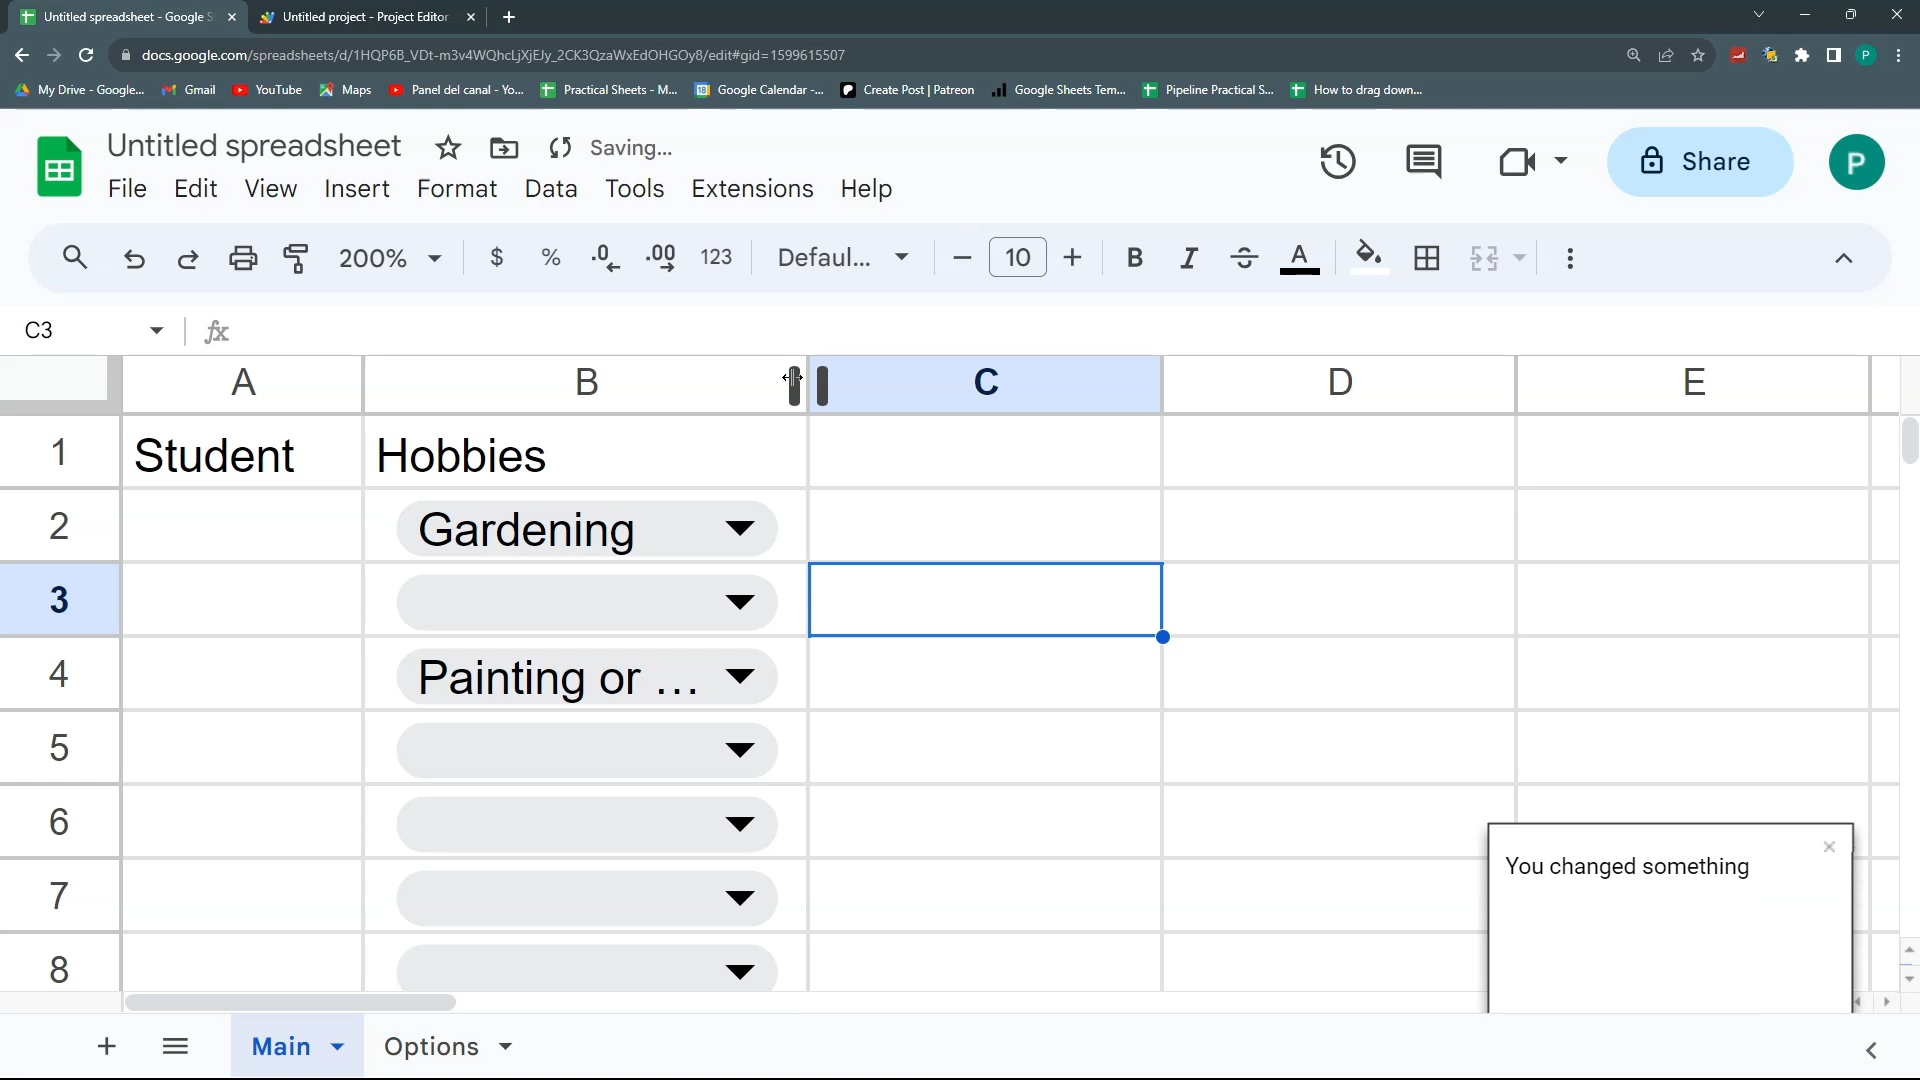 Untitled spreadsheet - Google S
Untitled project - Project Editor
docs.google.com/spreadsheets/d/1HQP6B_VDt-m3v4WQhcLjXjEJy_2CK3QzaWxEdOHGOy8/edit#gid=1599615507
P
My Drive - Google...
Gmail
YouTube
Maps
Panel del canal - Yo...
Practical Sheets - M...
Google Calendar -...
Create Post | Patreon
Google Sheets Tem...
Pipeline Practical S...
How to drag down...
Untitled spreadsheet
Saving...
Share
P
File Edit View Insert Format Data Tools Extensions Help
200% $ % .0 .00 123 Defaul... 10 B I A
C3 fx
A B C D E
1 Student Hobbies
2 Gardening
3
4 Painting or ...
5
6
7
8
You changed something
Main Options